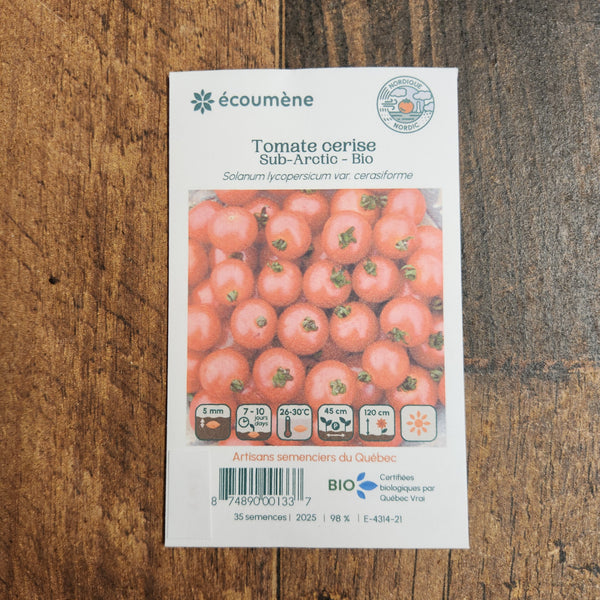 écoumène
NORDIQUE
NORDIC
Tomate cerise
Sub-Arctic - Bio
Solanum lycopersicum var. cerasiforme
5 mm
7 - 10
jours
days
26-30°C
45 cm
120 cm
Artisans semenciers du Québec
8 74890 00133 7
BIO
Certifiées
biologiques par
Québec Vrai
35 semences | 2025 | 98 % | E-4314-21